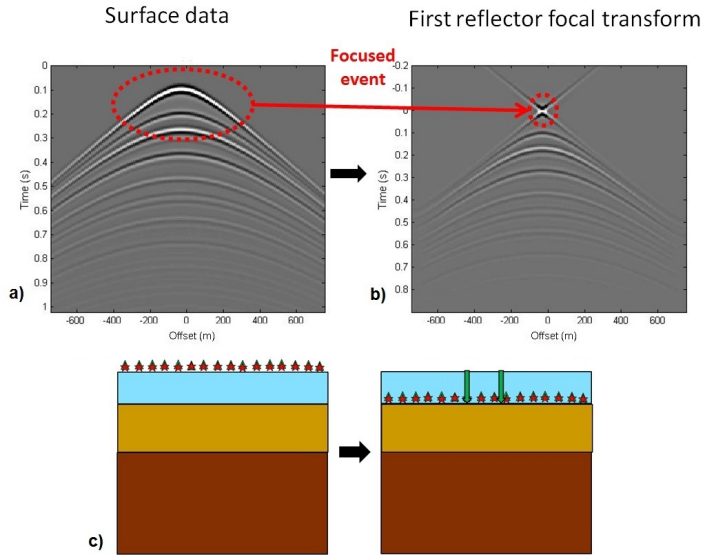 Surface data
First reflector focal transform
Focused
event
0
0.1
0.2
0.3
0.4
0.5
0.6
0.7
0.8
0.9
1
Time (s)
-600 -400 -200 0 200 400 600
Offset (m)
a)
-0.2
-0.1
0
0.1
0.2
0.3
0.4
0.5
0.6
0.7
0.8
Time (s)
-600 -400 -200 0 200 400 600
Offset (m)
b)
c)